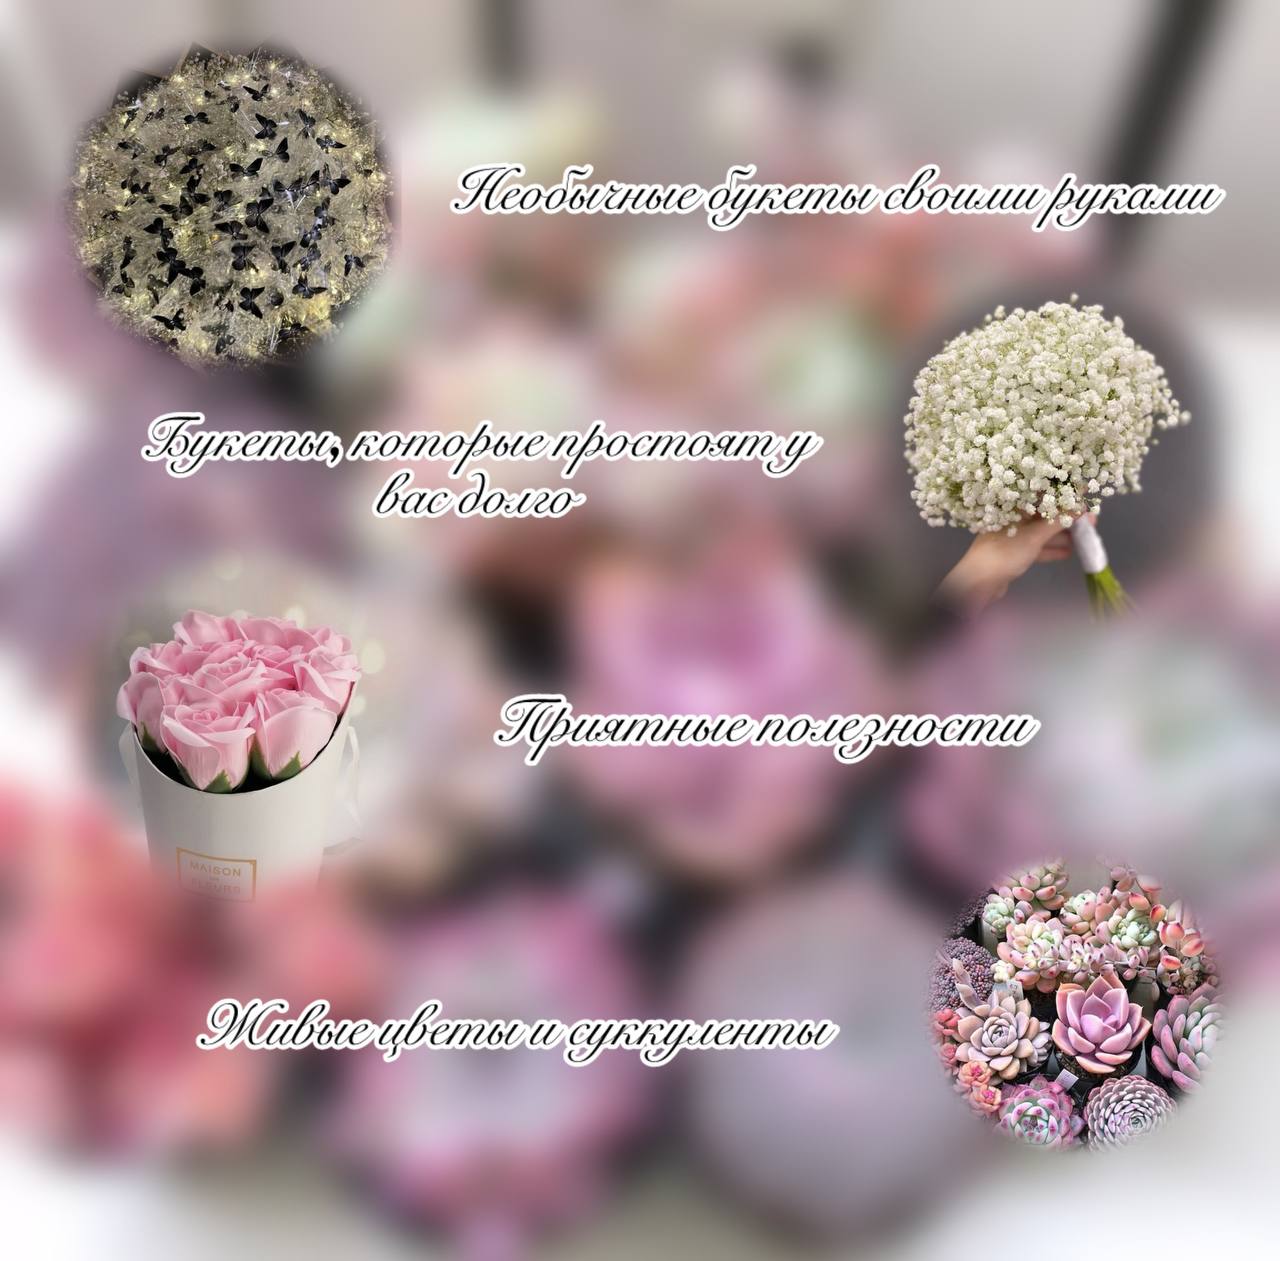 Необычные букеты своими руками
Букеты, которые простоят у
вас долго
Приятные полезности
MAISON
FLEURS
Живые цветы и суккуленты